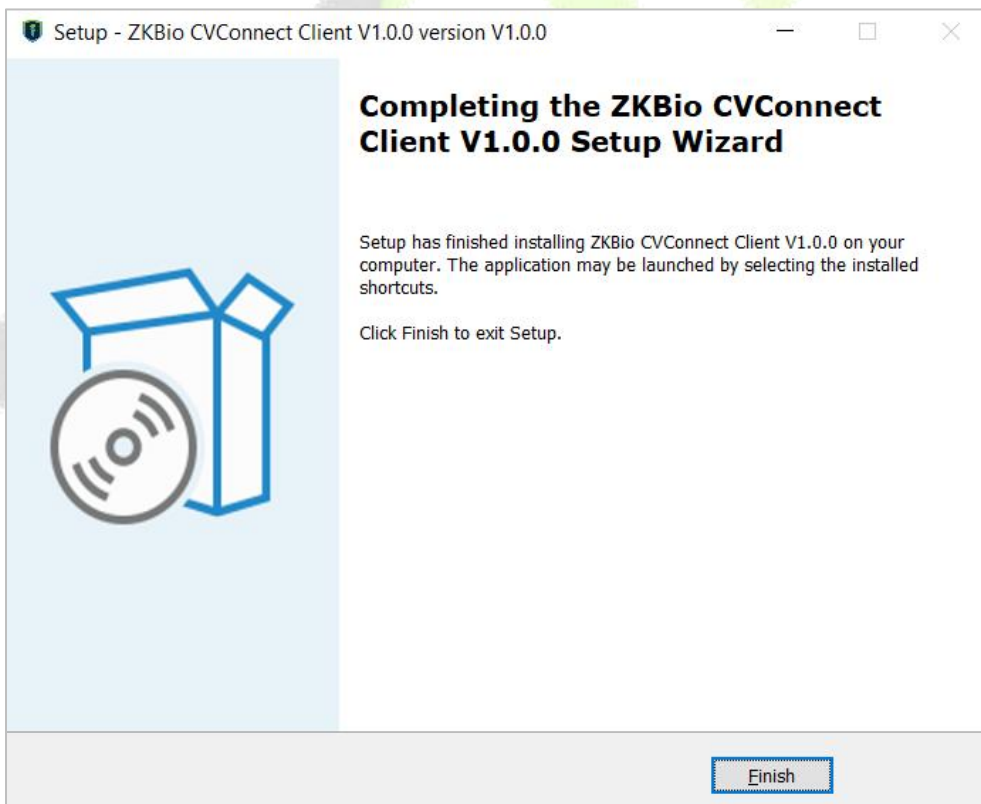 Setup - ZKBio CVConnect Client V1.0.0 version V1.0.0
Completing the ZKBio CVConnect
Client V1.0.0 Setup Wizard
Setup has finished installing ZKBio CVConnect Client V1.0.0 on your
computer. The application may be launched by selecting the installed
shortcuts.
Click Finish to exit Setup.
Finish